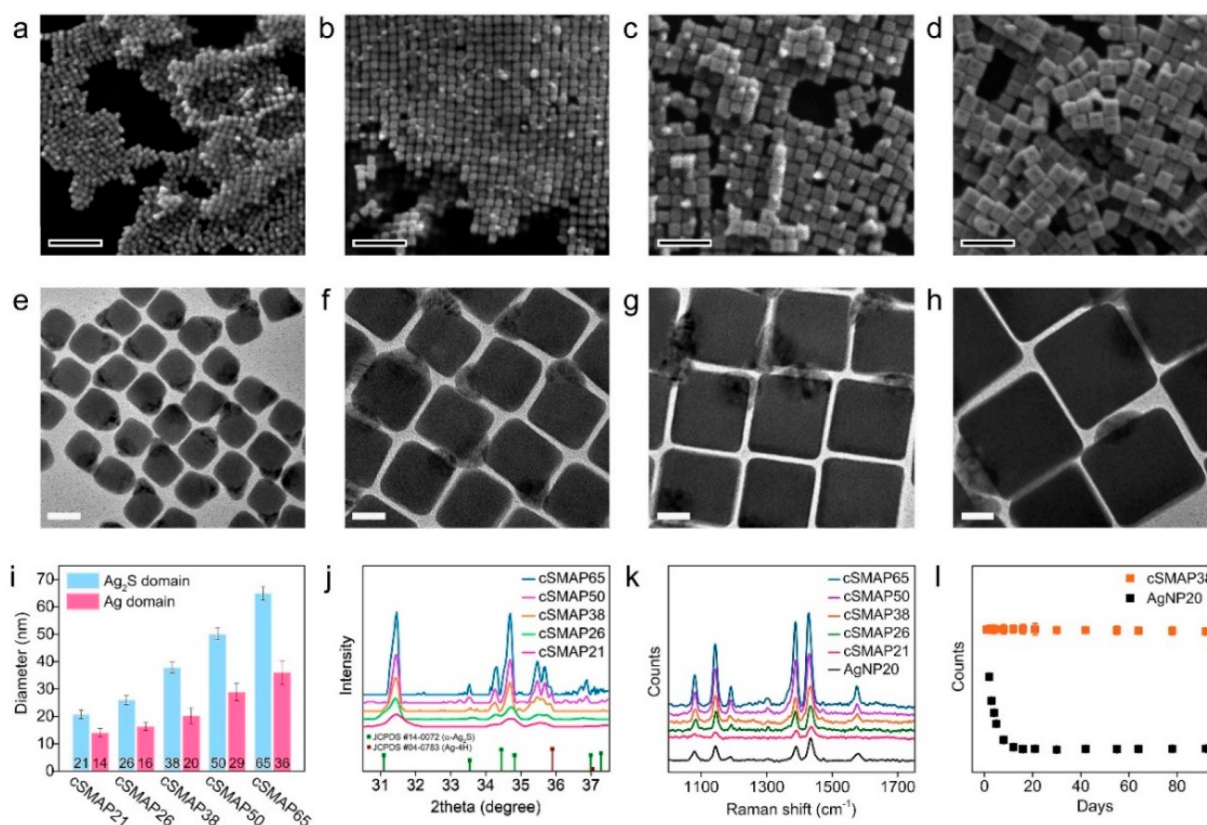 a
b
c
d
e
f
g
h
i
70
60
50
40
30
20
10
0
Diameter (nm)
Ag₂S domain
Ag domain
21 14 26 16 38 20 50 29 65 36
cSMAP21
cSMAP26
cSMAP38
cSMAP50
cSMAP65
j
Intensity
cSMAP65
cSMAP50
cSMAP38
cSMAP26
cSMAP21
JCPDS #14-0072 (α-Ag₂S)
JCPDS #04-0783 (Ag-4H)
31 32 33 34 35 36 37
2theta (degree)
k
Counts
cSMAP65
cSMAP50
cSMAP38
cSMAP26
cSMAP21
AgNP20
1100 1300 1500 1700
Raman shift (cm⁻¹)
l
Counts
cSMAP38
AgNP20
0 20 40 60 80
Days